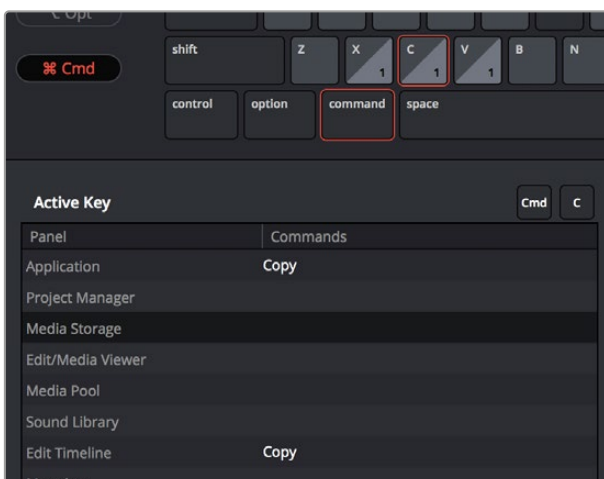 ⌥ Opt
⌘ Cmd
shift Z X 1 C 1 V 1 B N
control option command space
Active Key Cmd C
Panel Commands
Application Copy
Project Manager
Media Storage
Edit/Media Viewer
Media Pool
Sound Library
Edit Timeline Copy